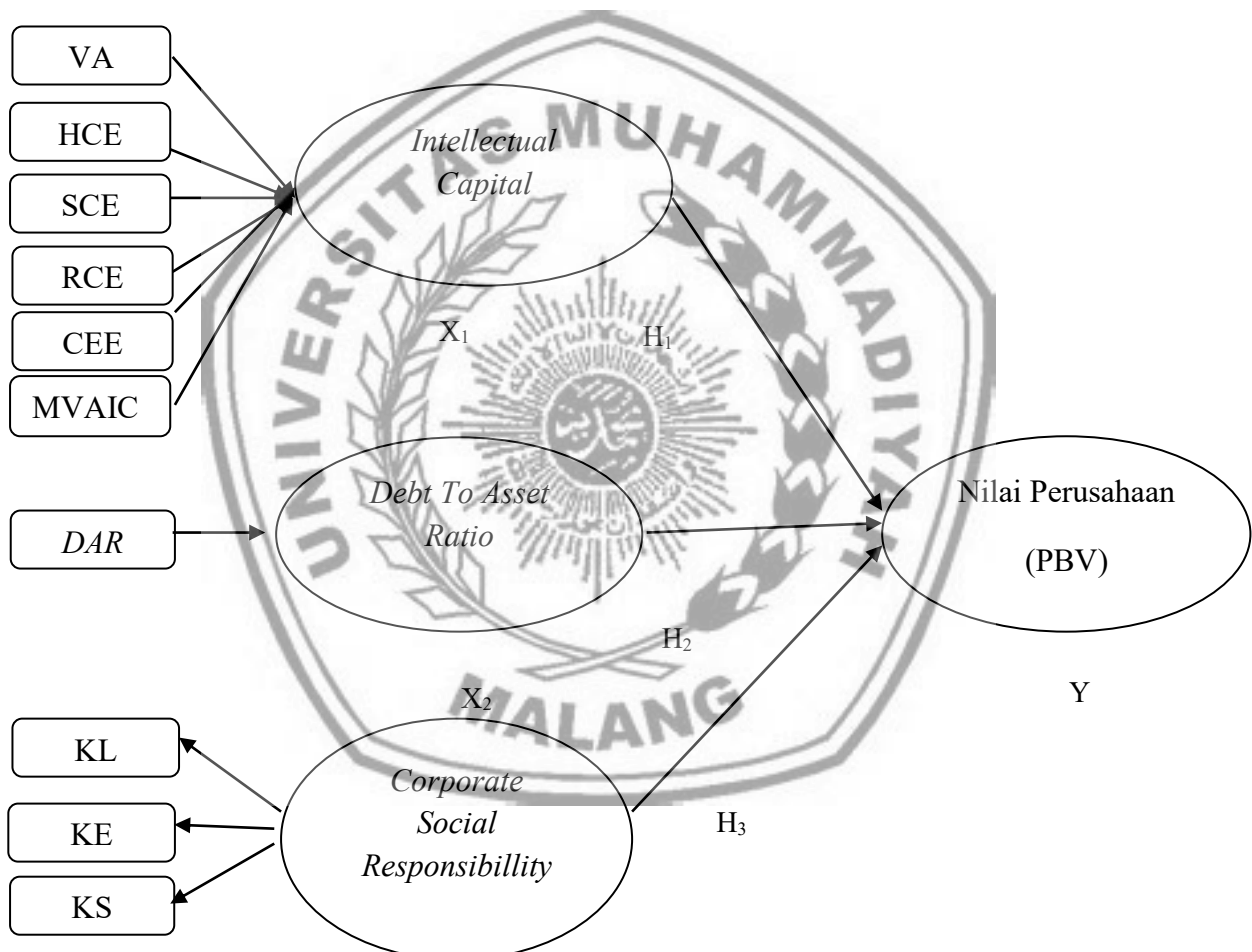 VA
HCE
SCE
RCE
CEE
MVAIC
Intellectual
Capital
X₁
H₁
DAR
Debt To Asset
Ratio
Nilai Perusahaan
(PBV)
H₂
X₂
Y
KL
KE
KS
Corporate
Social
Responsibillity
H₃
UNIVERSITAS MUHAMMADIYAH
MALANG